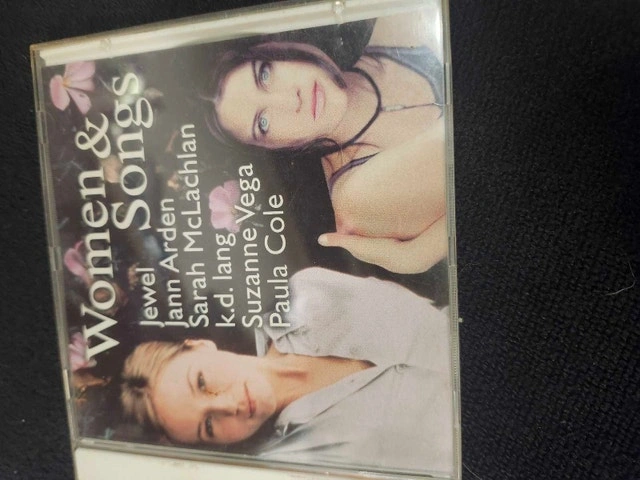 Women &
Songs
Jewel
Jann Arden
Sarah McLachlan
k.d. lang
Suzanne Vega
Paula Cole